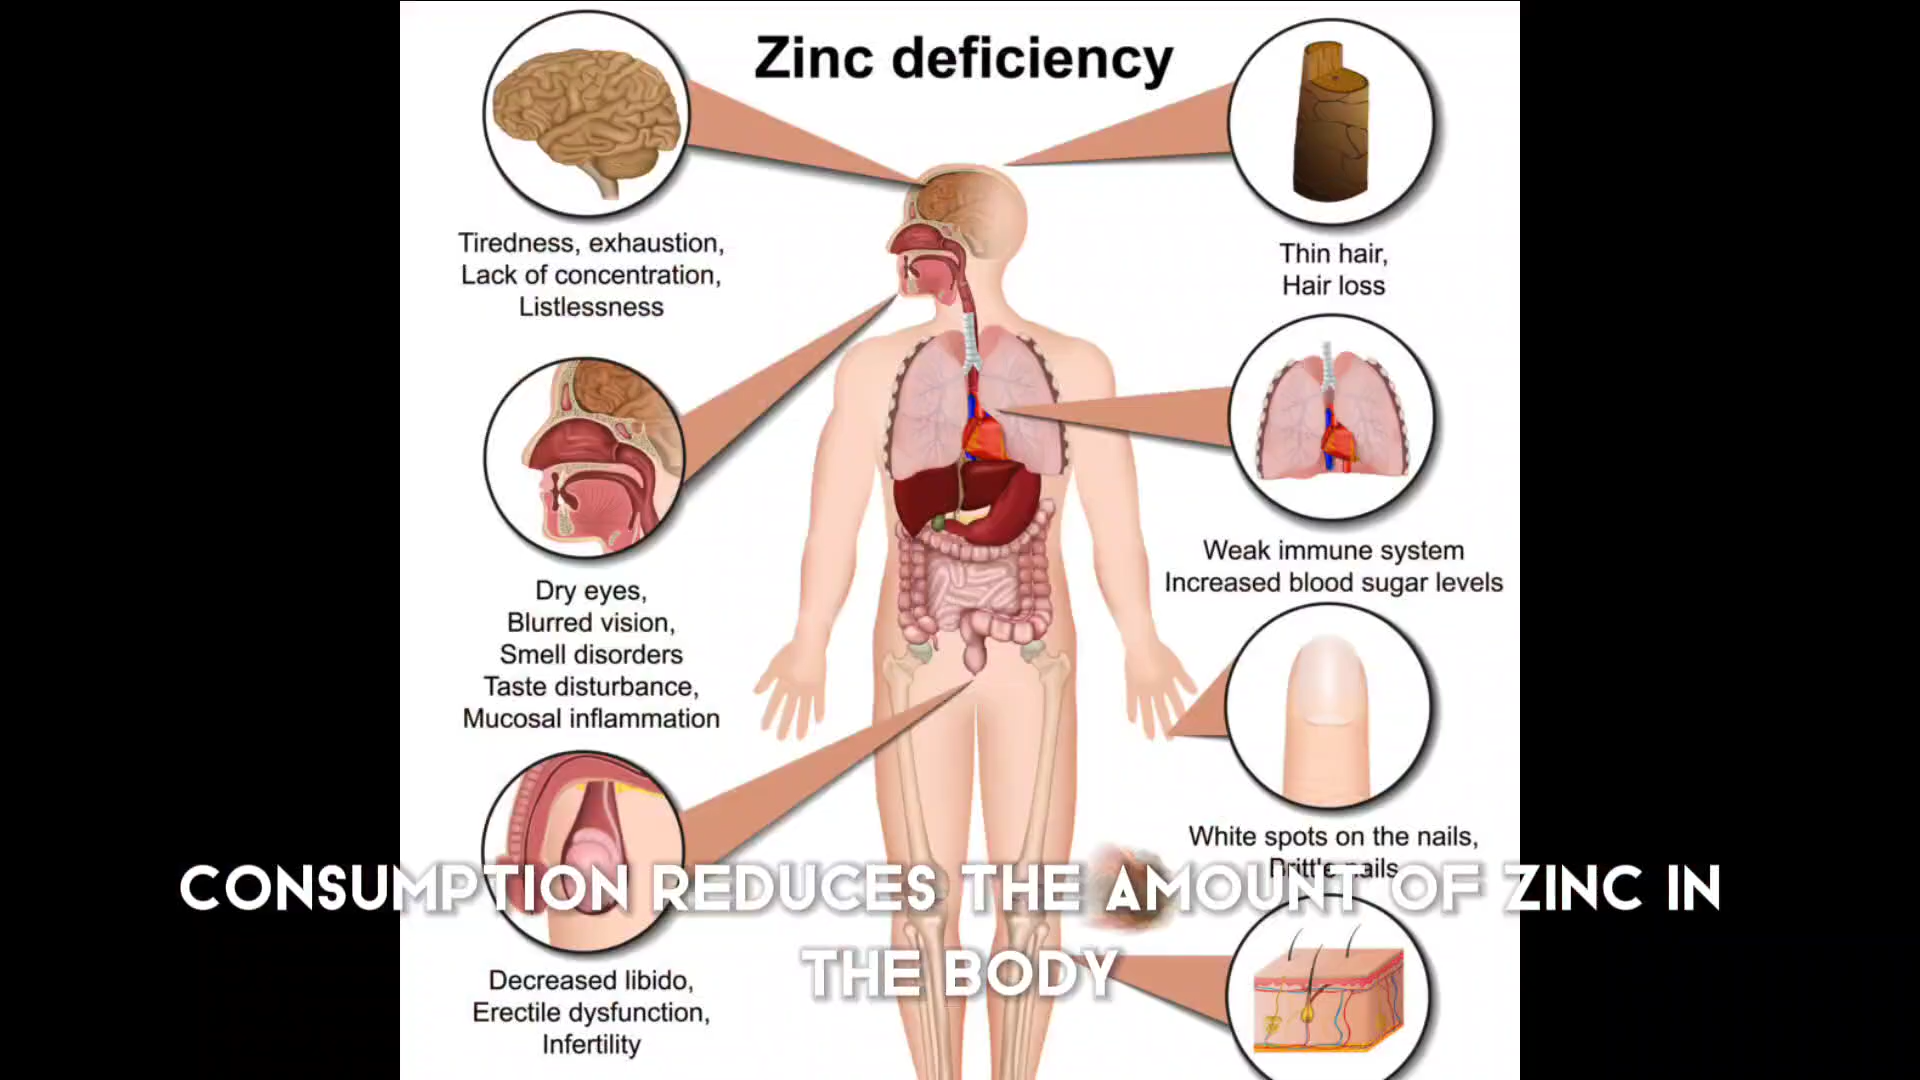 Zinc deficiency
Tiredness, exhaustion,
Lack of concentration,
Listlessness
Thin hair,
Hair loss
Dry eyes,
Blurred vision,
Smell disorders
Taste disturbance,
Mucosal inflammation
Weak immune system
Increased blood sugar levels
White spots on the nails,
Brittle nails
Decreased libido,
Erectile dysfunction,
Infertility
CONSUMPTION REDUCES THE AMOUNT OF ZINC IN
THE BODY